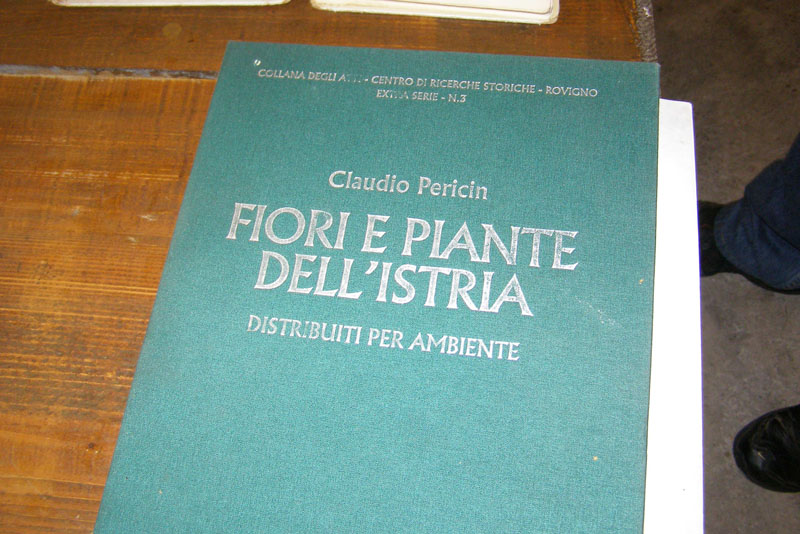 COLLANA DEGLI ATTI - CENTRO DI RICERCHE STORICHE - ROVIGNO
EXTRA SERIE - N.3
Claudio Pericin
FIORI E PIANTE
DELL'ISTRIA
DISTRIBUITI PER AMBIENTE